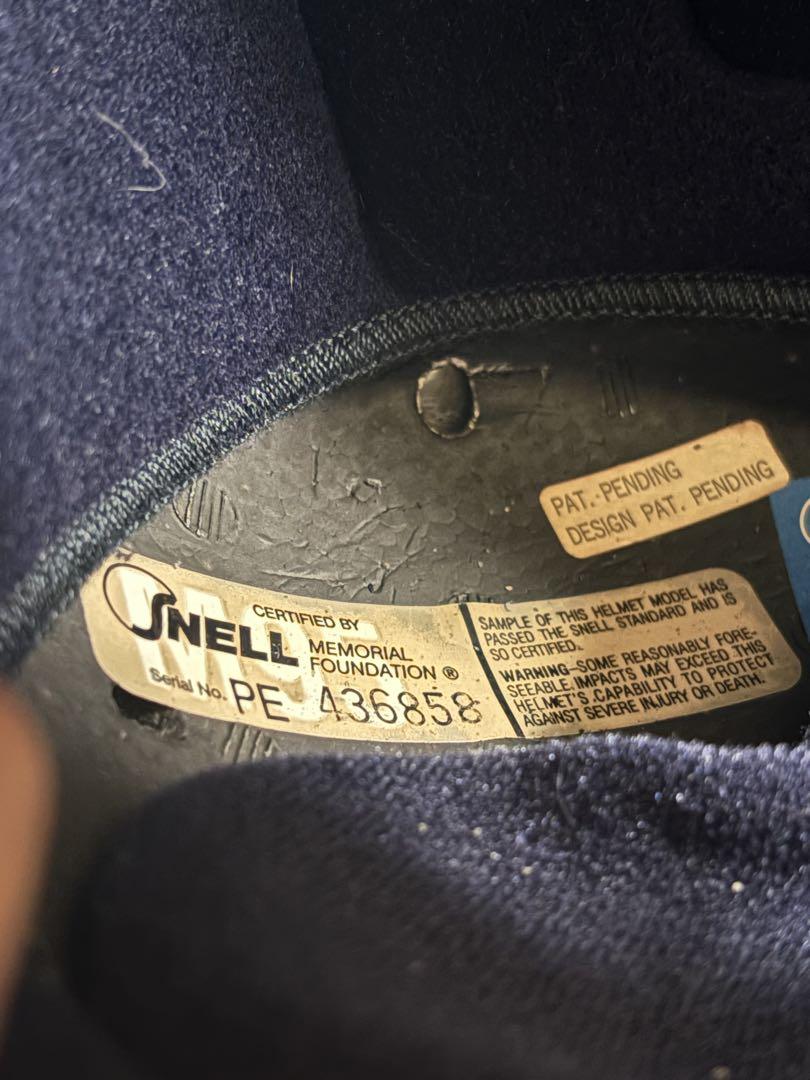 PAT. PENDING
DESIGN PAT. PENDING
SNELL
CERTIFIED BY
MEMORIAL
FOUNDATION ®
Serial No. PE 436858
SAMPLE OF THIS HELMET MODEL HAS
PASSED THE SNELL STANDARD AND IS
SO CERTIFIED.
WARNING–SOME REASONABLY FORE-
SEEABLE IMPACTS MAY EXCEED THIS
HELMET'S CAPABILITY TO PROTECT
AGAINST SEVERE INJURY OR DEATH.